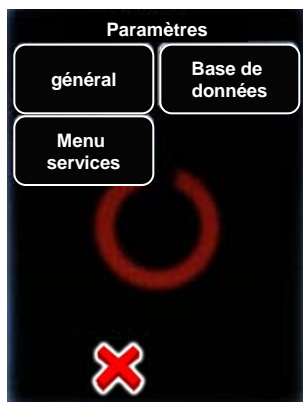 Paramètres
général
Base de
données
Menu
services